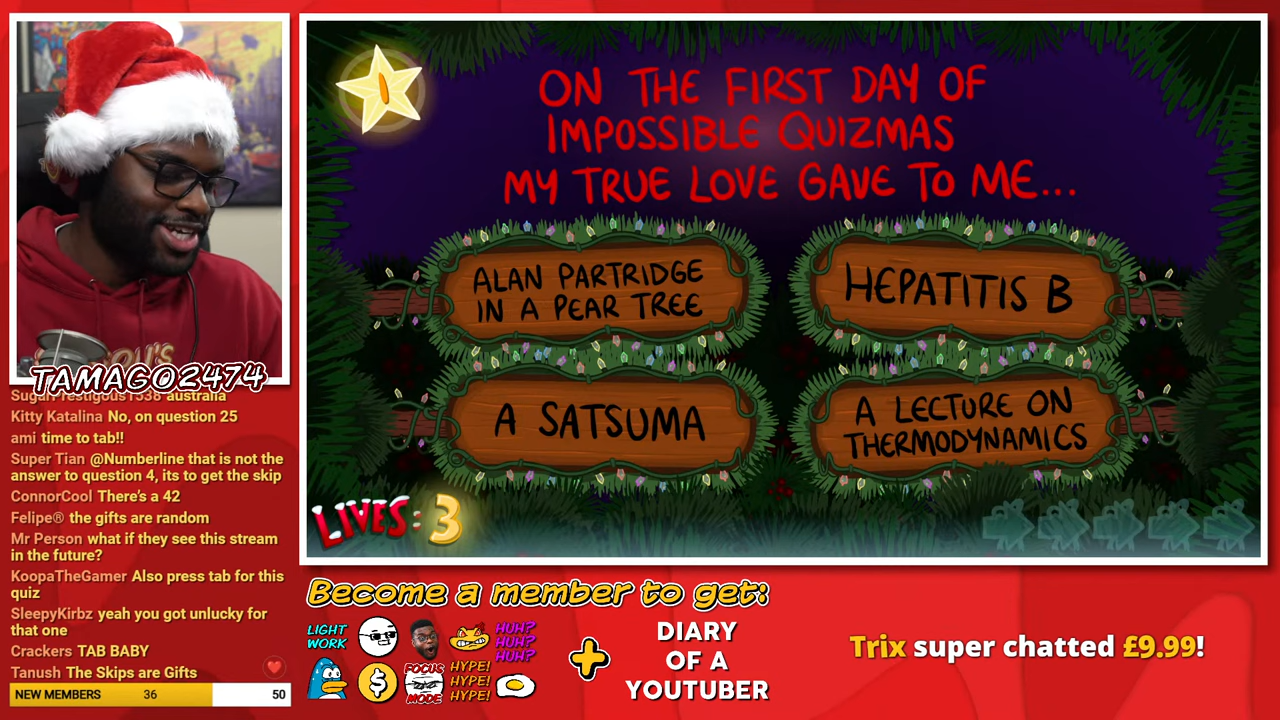 1
ON THE FIRST DAY OF
IMPOSSIBLE QUIZMAS
MY TRUE LOVE GAVE TO ME...
ALAN PARTRIDGE
IN A PEAR TREE
HEPATITIS B
A SATSUMA
A LECTURE ON
THERMODYNAMICS
LIVES: 3
TAMAGO2474
australia
Kitty Katalina No, on question 25
ami time to tab!!
Super Tian @Numberline that is not the
answer to question 4, its to get the skip
ConnorCool There's a 42
Felipe® the gifts are random
Mr Person what if they see this stream
in the future?
KoopaTheGamer Also press tab for this
quiz
SleepyKirbz yeah you got unlucky for
that one
Crackers TAB BABY
Tanush The Skips are Gifts
NEW MEMBERS 36 50
Become a member to get:
LIGHT
WORK
FOCUS
MODE
HYPE!
HYPE!
HYPE!
HUH?
HUH?
HUH?
$
+
DIARY
OF A
YOUTUBER
Trix super chatted £9.99!